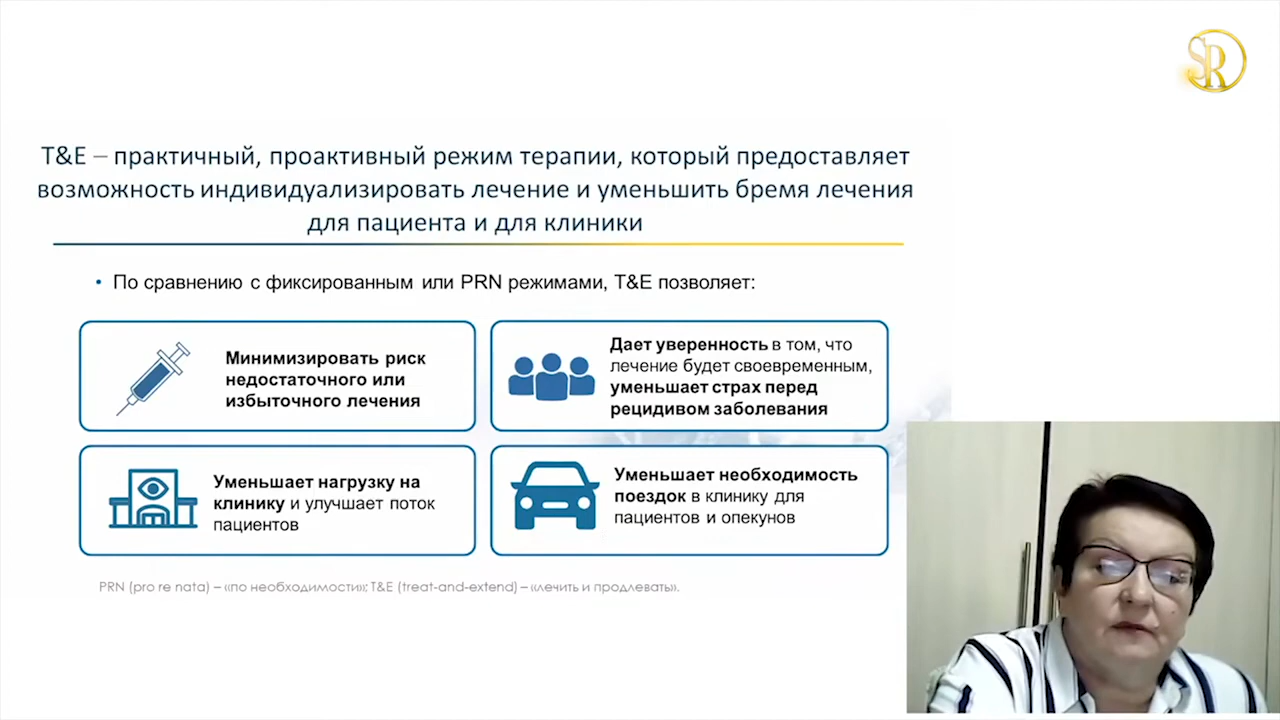 SR
T&E – практичный, проактивный режим терапии, который предоставляет
возможность индивидуализировать лечение и уменьшить бремя лечения
для пациента и для клиники
• По сравнению с фиксированным или PRN режимами, T&E позволяет:
Минимизировать риск
недостаточного или
избыточного лечения
Дает уверенность в том, что
лечение будет своевременным,
уменьшает страх перед
рецидивом заболевания
Уменьшает нагрузку на
клинику и улучшает поток
пациентов
Уменьшает необходимость
поездок в клинику для
пациентов и опекунов
PRN (pro re nata) – «по необходимости»; T&E (treat-and-extend) – «лечить и продлевать».